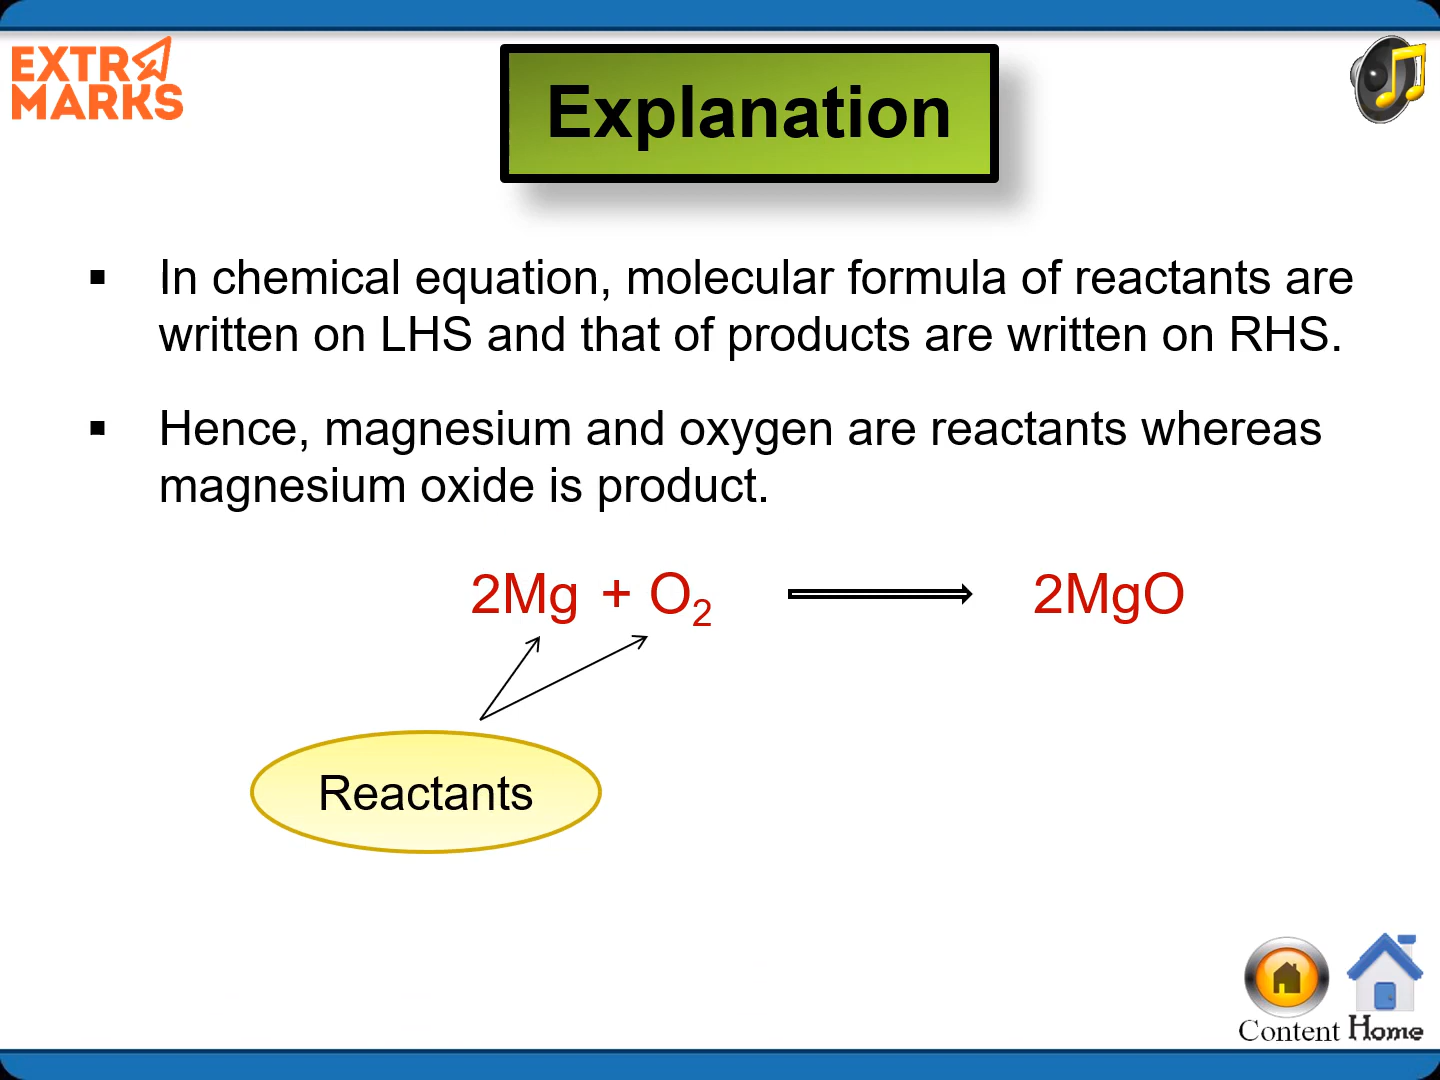 EXTRA
MARKS
Explanation
▪ In chemical equation, molecular formula of reactants are
written on LHS and that of products are written on RHS.
▪ Hence, magnesium and oxygen are reactants whereas
magnesium oxide is product.
2Mg + O₂ ⟹ 2MgO
Reactants
Content Home